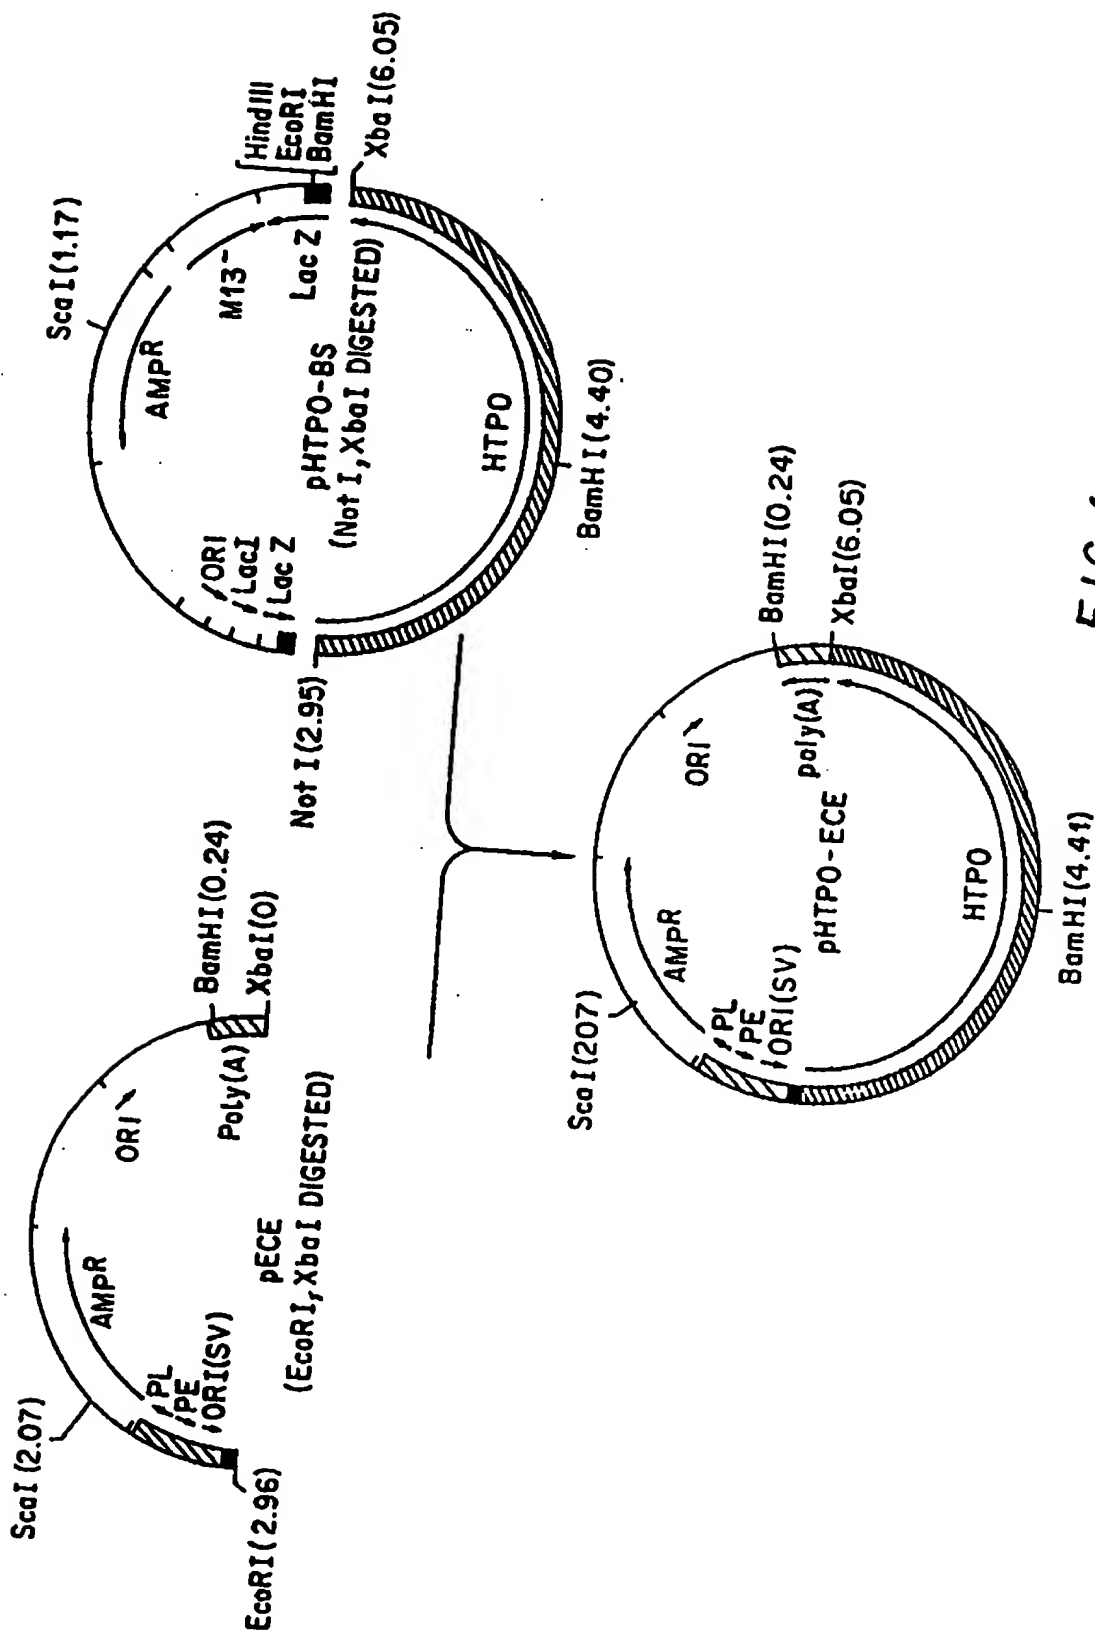 ScaI (2.07)
AMPR
ORI
BamHI(0.24)
Poly(A)
XbaI(0)
PL
PE
ORI(SV)
EcoRI(2.96)
pECE
(EcoRI, XbaI DIGESTED)
ScaI(1.17)
AMPR
M13-
HindIII
EcoRI
BamHI
Lac Z
XbaI(6.05)
ORI
LacI
Lac Z
Not I(2.95)
pHTPO-BS
(Not I, XbaI DIGESTED)
HTPO
BamHI(4.40)
ScaI(207)
AMPR
ORI
BamHI(0.24)
poly(A)
XbaI(6.05)
PL
PE
ORI(SV)
pHTPO-ECE
HTPO
BamHI(4.41)